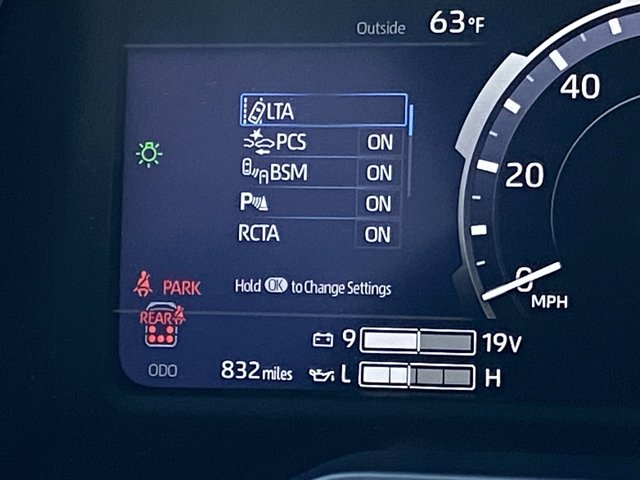 Outside 63°F
LTA
PCS ON
BSM ON
P
RCTA ON
ON
Hold OK to Change Settings
PARK
REAR
9 19V
ODO 832 miles L H
40
20
0
MPH